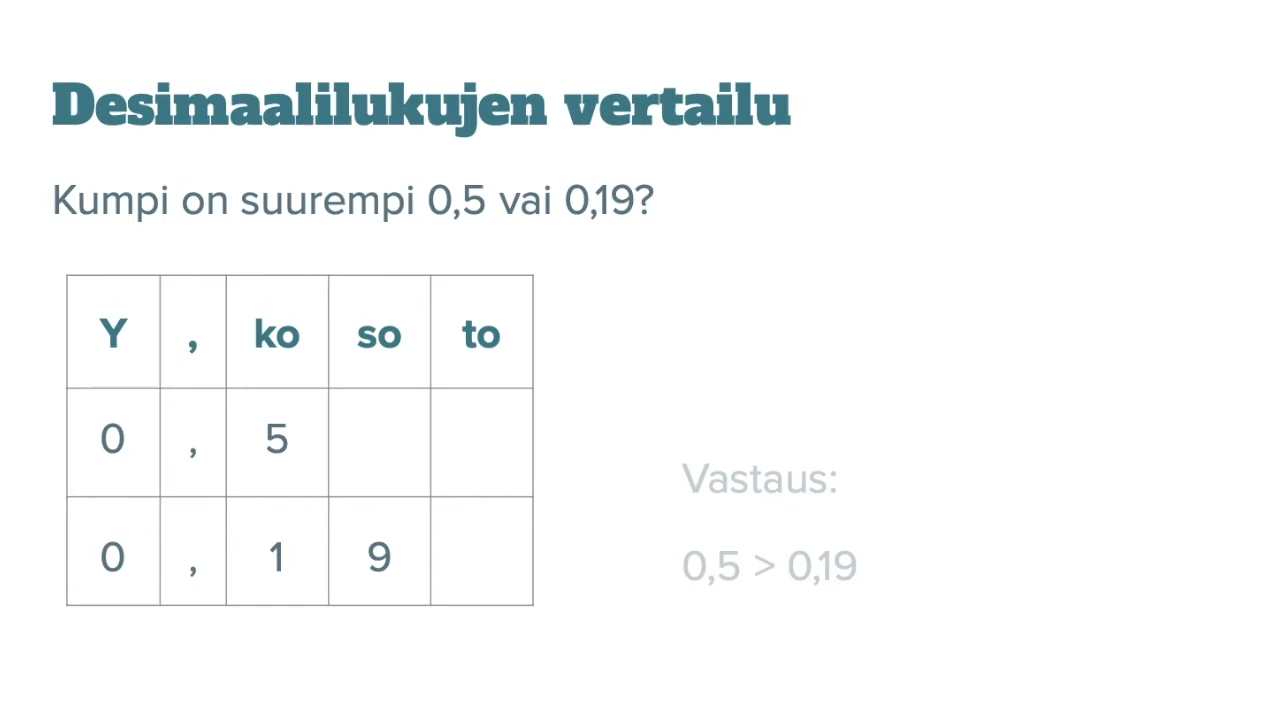 Desimaalilukujen vertailu
Kumpi on suurempi 0,5 vai 0,19?
Y , ko so to
0 , 5
0 , 1 9
Vastaus:
0,5 > 0,19